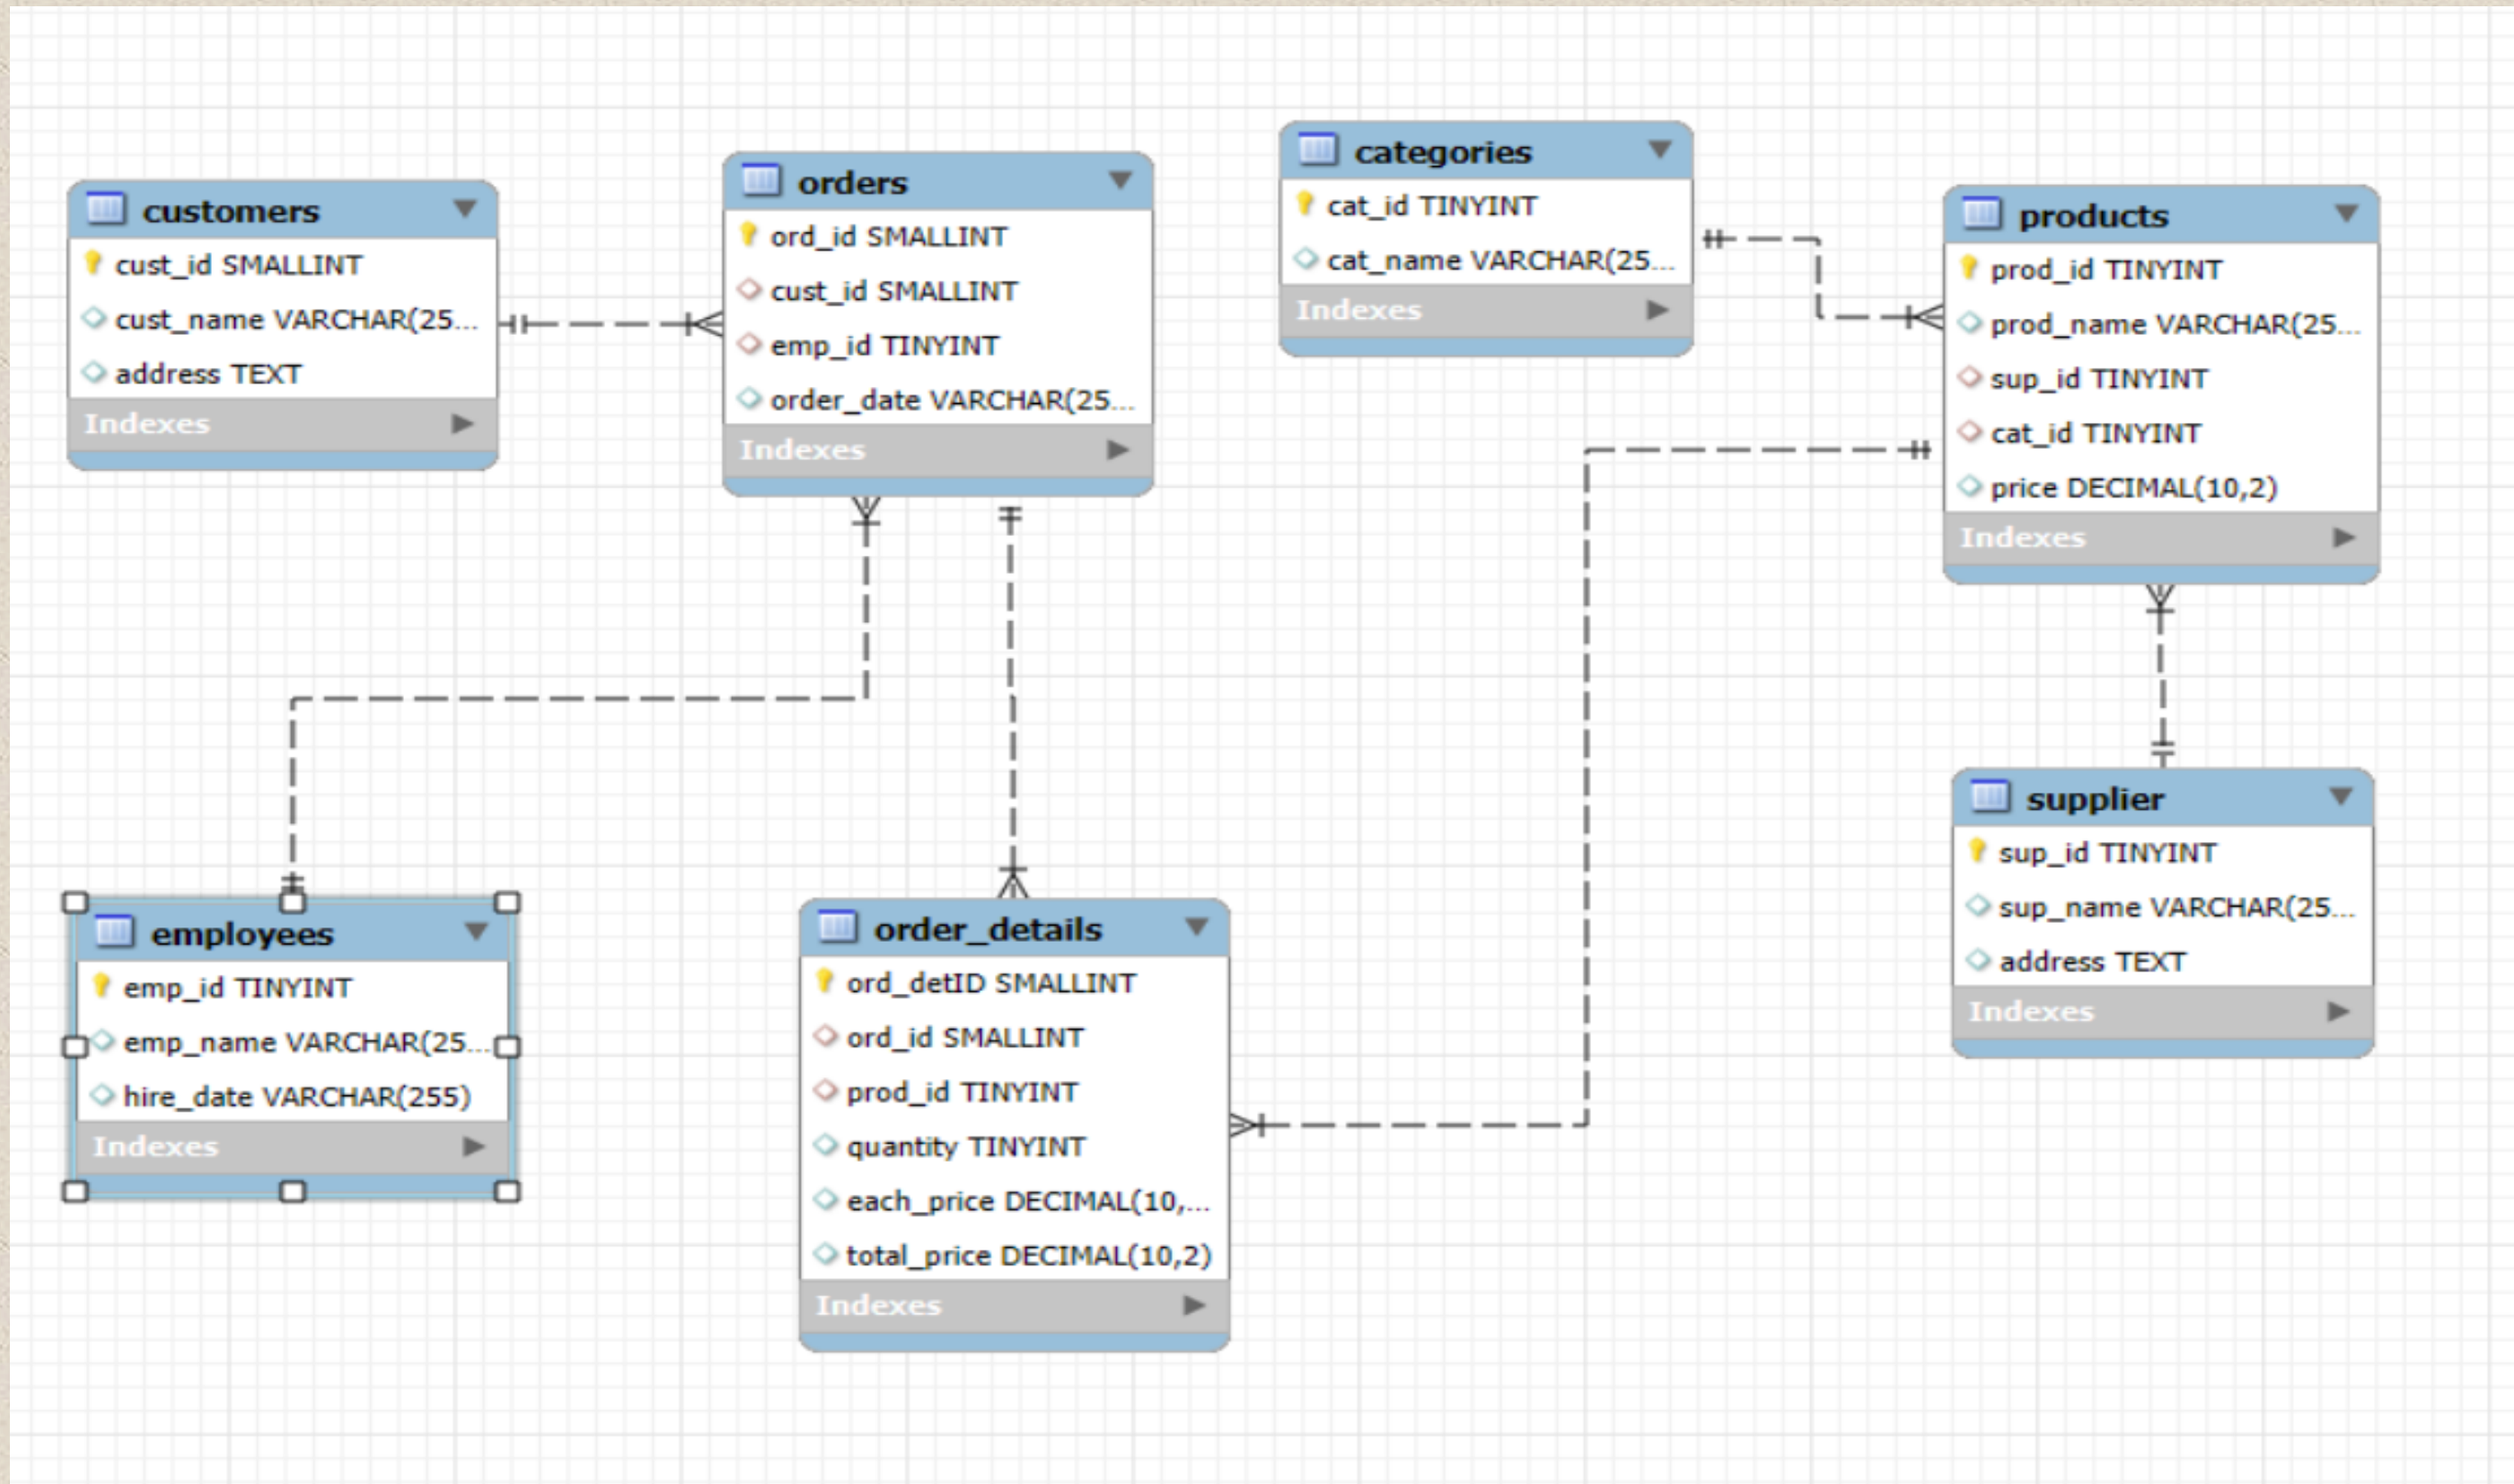 customers
cust_id SMALLINT
cust_name VARCHAR(25...
address TEXT
Indexes
orders
ord_id SMALLINT
cust_id SMALLINT
emp_id TINYINT
order_date VARCHAR(25...
Indexes
categories
cat_id TINYINT
cat_name VARCHAR(25...
Indexes
products
prod_id TINYINT
prod_name VARCHAR(25...
sup_id TINYINT
cat_id TINYINT
price DECIMAL(10,2)
Indexes
employees
emp_id TINYINT
emp_name VARCHAR(25...
hire_date VARCHAR(255)
Indexes
order_details
ord_detID SMALLINT
ord_id SMALLINT
prod_id TINYINT
quantity TINYINT
each_price DECIMAL(10,...
total_price DECIMAL(10,2)
Indexes
supplier
sup_id TINYINT
sup_name VARCHAR(25...
address TEXT
Indexes